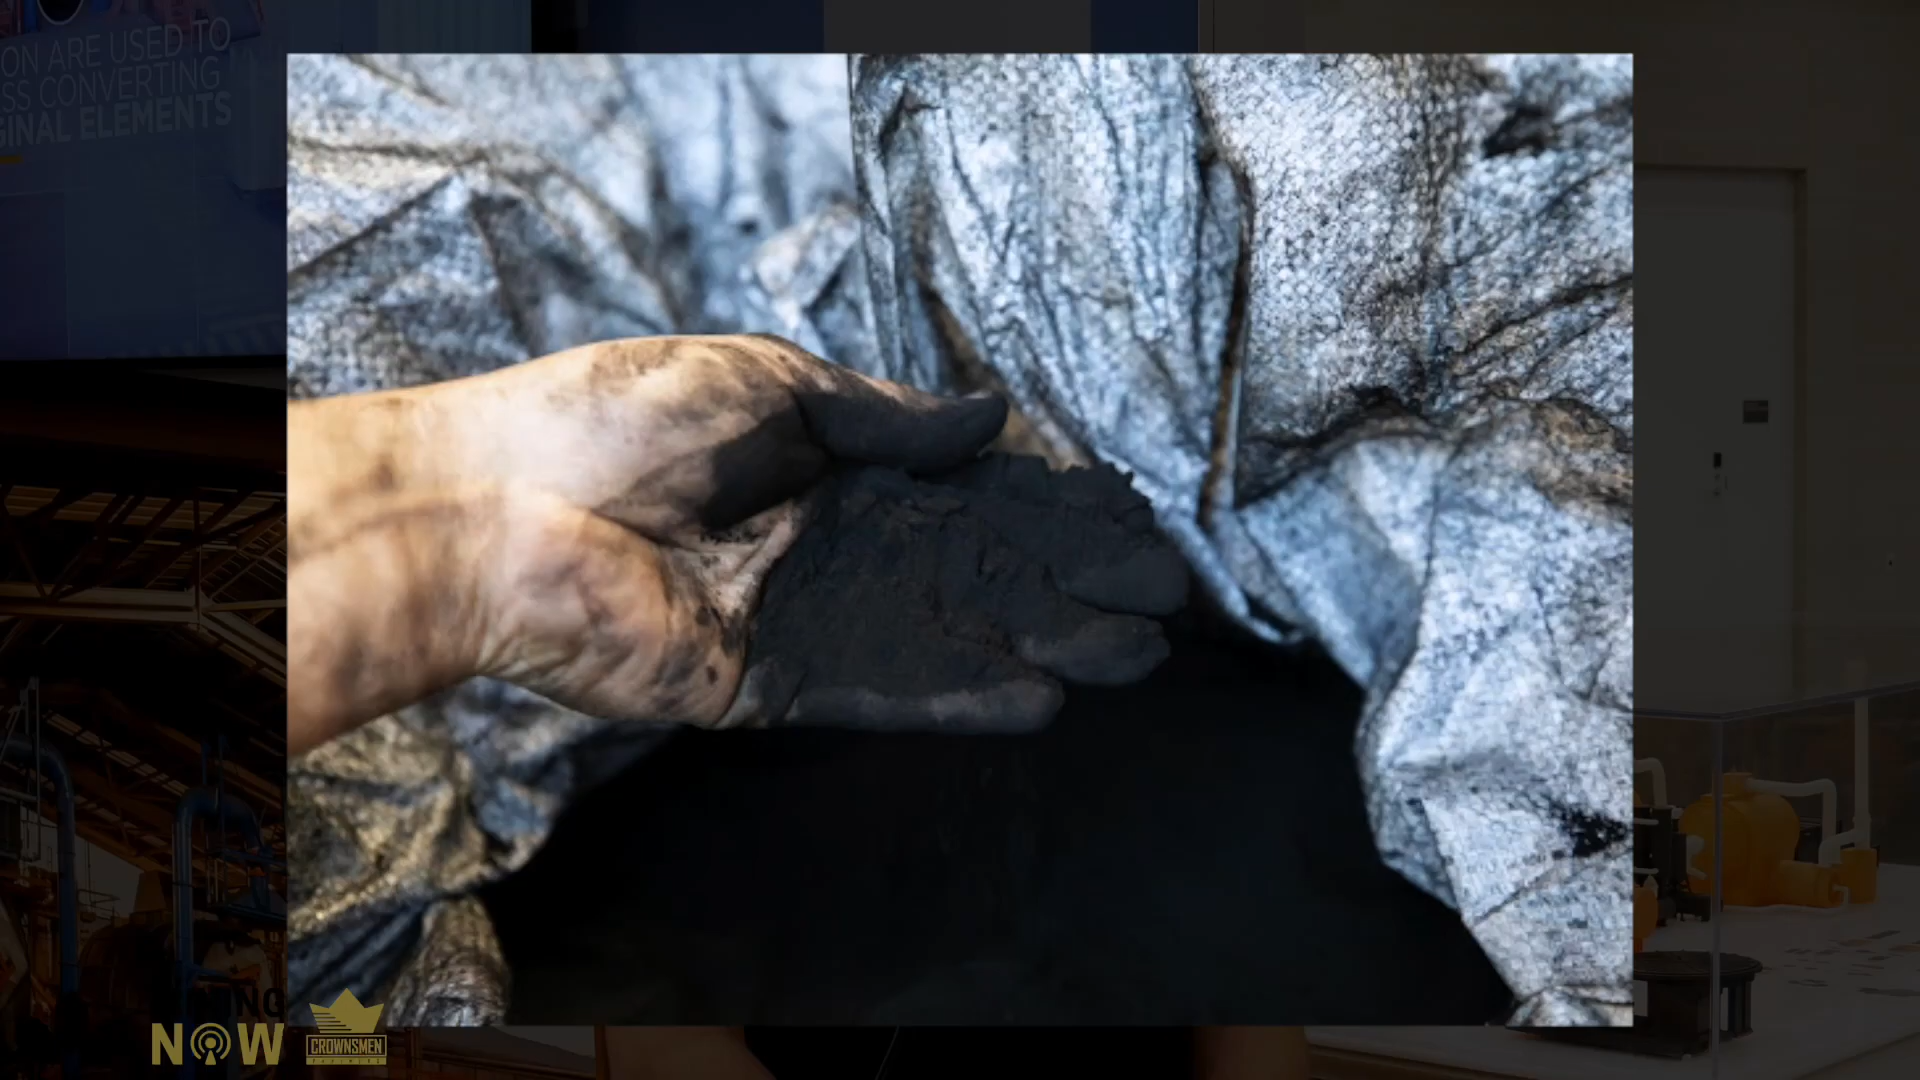 ON ARE USED TO
SS CONVERTING
GINAL ELEMENTS
NOW
CROWNSMEN